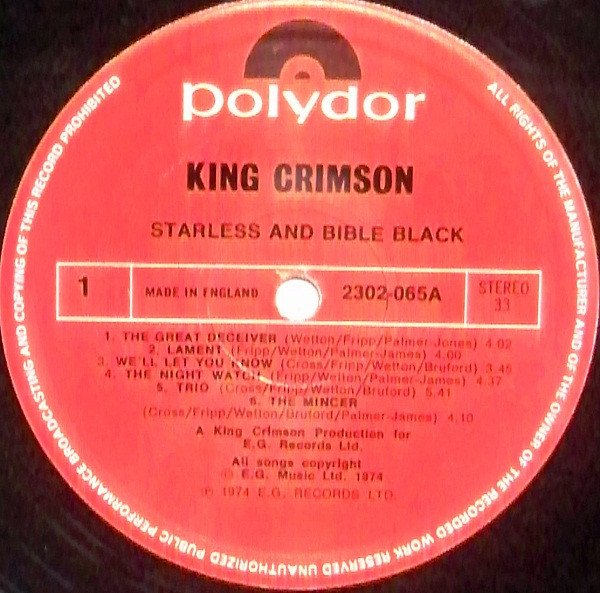 polydor
KING CRIMSON
STARLESS AND BIBLE BLACK
1
MADE IN ENGLAND
2302-065A
STEREO
33
1. THE GREAT DECEIVER (Wetton/Fripp/Palmer-James) 4.02
2. LAMENT (Fripp/Wetton/Palmer-James) 4.00
3. WE'LL LET YOU KNOW (Cross/Fripp/Wetton/Bruford) 3.45
4. THE NIGHT WATCH (Fripp/Wetton/Palmer-James) 4.37
5. TRIO (Cross/Fripp/Wetton/Bruford) 5.41
6. THE MINCER
(Cross/Fripp/Wetton/Bruford/Palmer-James) 4.10
A King Crimson Production for
E.G. Records Ltd.
All songs copyright
© E.G. Music Ltd. 1974
℗ 1974 E.G. RECORDS LTD.
ALL RIGHTS OF THE MANUFACTURER AND OF THE OWNER OF THE RECORDED WORK RESERVED UNAUTHORIZED PUBLIC PERFORMANCE BROADCASTING AND COPYING OF THIS RECORD PROHIBITED